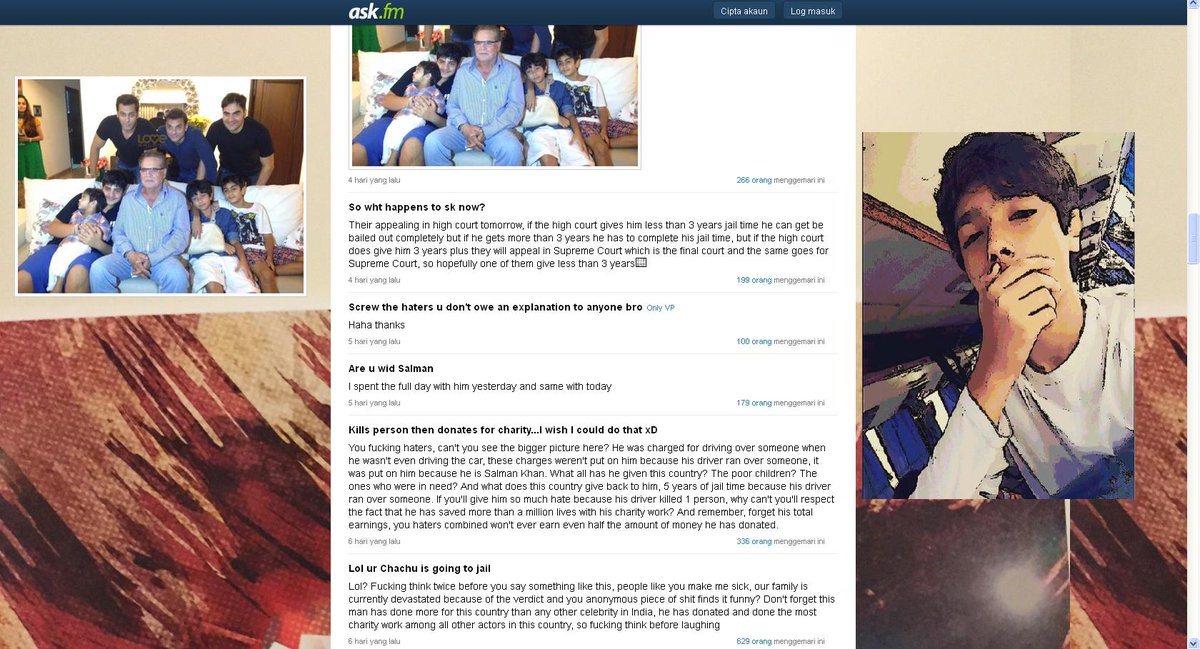 ask.fm
Cipta akaun
Log masuk
4 hari yang lalu
266 orang menggemari ini
So wht happens to sk now?
Their appealing in high court tomorrow, if the high court gives him less than 3 years jail time he can get be
bailed out completely but if he gets more than 3 years he has to complete his jail time, but if the high court
does give him 3 years plus they will appeal in Supreme Court which is the final court and the same goes for
Supreme Court, so hopefully one of them give less than 3 years
4 hari yang lalu
199 orang menggemari ini
Screw the haters u don't owe an explanation to anyone bro Only VP
Haha thanks
5 hari yang lalu
100 orang menggemari ini
Are u wid Salman
I spent the full day with him yesterday and same with today
5 hari yang lalu
179 orang menggemari ini
Kills person then donates for charity...I wish I could do that xD
You fucking haters, can't you see the bigger picture here? He was charged for driving over someone when
he wasn't even driving the car, these charges weren't put on him because his driver ran over someone, it
was put on him because he is Salman Khan. What all has he given this country? The poor children? The
ones who were in need? And what does this country give back to him, 5 years of jail time because his driver
ran over someone. If you'll give him so much hate because his driver killed 1 person, why can't you'll respect
the fact that he has saved more than a million lives with his charity work? And remember, forget his total
earnings, you haters combined won't ever earn even half the amount of money he has donated.
6 hari yang lalu
336 orang menggemari ini
Lol ur Chachu is going to jail
Lol? Fucking think twice before you say something like this, people like you make me sick, our family is
currently devastated because of the verdict and you anonymous piece of shit finds it funny? Don't forget this
man has done more for this country than any other celebrity in India, he has donated and done the most
charity work among all other actors in this country, so fucking think before laughing
6 hari yang lalu
629 orang menggemari ini